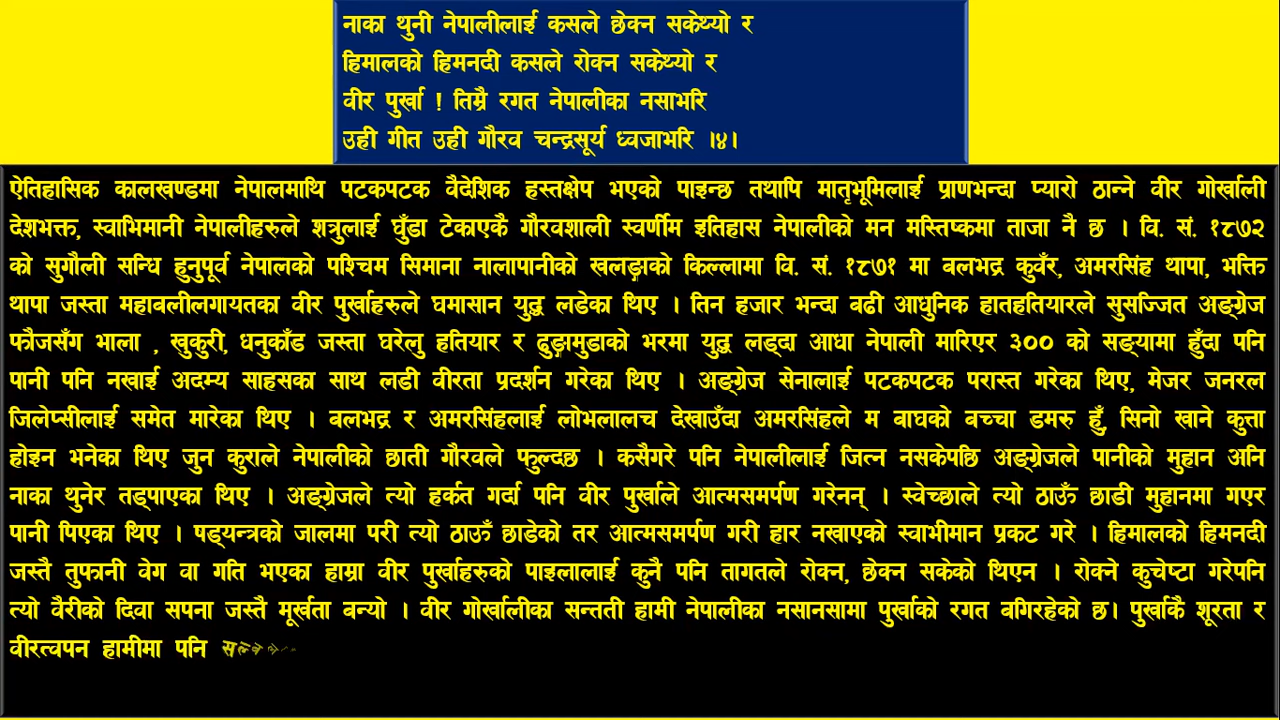 नाका थुनी नेपालीलाई कसले छेक्न सकेथ्यो र
हिमालको हिमनदी कसले रोक्न सकेथ्यो र
वीर पुर्खा ! तिम्रै रगत नेपालीका नसाभरि
उही गीत उही गौरव चन्द्रसूर्य ध्वजाभरि ।४।
ऐतिहासिक कालखण्डमा नेपालमाथि पटकपटक वैदेशिक हस्तक्षेप भएको पाइन्छ तथापि मातृभूमिलाई प्राणभन्दा प्यारो ठान्ने वीर गोर्खाली
देशभक्त, स्वाभिमानी नेपालीहरुले शत्रुलाई घुँडा टेकाएकै गौरवशाली स्वर्णीम इतिहास नेपालीको मन मस्तिष्कमा ताजा नै छ । वि. सं. १८७२
को सुगौली सन्धि हुनुपूर्व नेपालको पश्चिम सिमाना नालापानीको खलङ्गाको किल्लामा वि. सं. १८७१ मा बलभद्र कुवँर, अमरसिंह थापा, भक्ति
थापा जस्ता महाबलीलगायतका वीर पुर्खाहरुले घमासान युद्ध लडेका थिए । तिन हजार भन्दा बढी आधुनिक हातहतियारले सुसज्जित अङ्ग्रेज
फौजसँग भाला , खुकुरी, धनुकाँड जस्ता घरेलु हतियार र ढुङ्गामुडाको भरमा युद्ध लड्दा आधा नेपाली मारिएर ३०० को सङ्ख्यामा हुँदा पनि
पानी पनि नखाई अदम्य साहसका साथ लडी वीरता प्रदर्शन गरेका थिए । अङ्ग्रेज सेनालाई पटकपटक परास्त गरेका थिए, मेजर जनरल
जिलेप्सीलाई समेत मारेका थिए । बलभद्र र अमरसिंहलाई लोभलालच देखाउँदा अमरसिंहले म बाघको बच्चा डमरु हुँ, सिनो खाने कुत्ता
होइन भनेका थिए जुन कुराले नेपालीको छाती गौरवले फुल्दछ । कसैगरे पनि नेपालीलाई जित्न नसकेपछि अङ्ग्रेजले पानीको मुहान अनि
नाका थुनेर तड्पाएका थिए । अङ्ग्रेजले त्यो हर्कत गर्दा पनि वीर पुर्खाले आत्मसमर्पण गरेनन् । स्वेच्छाले त्यो ठाउँ छाडी मुहानमा गएर
पानी पिएका थिए । षड्यन्त्रको जालमा परी त्यो ठाउँ छाडेको तर आत्मसमर्पण गरी हार नखाएको स्वाभीमान प्रकट गरे । हिमालको हिमनदी
जस्तै तुफानी वेग वा गति भएका हाम्रा वीर पुर्खाहरुको पाइलालाई कुनै पनि तागतले रोक्न, छेक्न सकेको थिएन । रोक्ने कुचेष्टा गरेपनि
त्यो वैरीको दिवा सपना जस्तै मूर्खता बन्यो । वीर गोर्खालीका सन्तती हामी नेपालीका नसानसामा पुर्खाको रगत बगिरहेको छ। पुर्खाकै शूरता र
वीरत्वपन हामीमा पनि